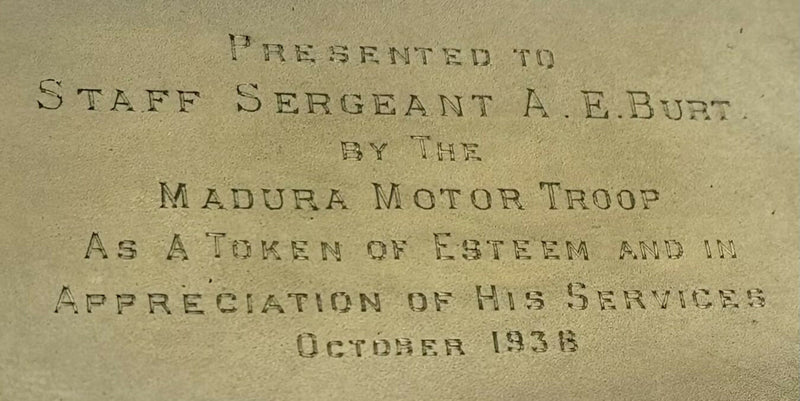 PRESENTED TO
STAFF SERGEANT A. E. BURT.
BY THE
MADURA MOTOR TROOP
AS A TOKEN OF ESTEEM AND IN
APPRECIATION OF HIS SERVICES
OCTOBER 1938